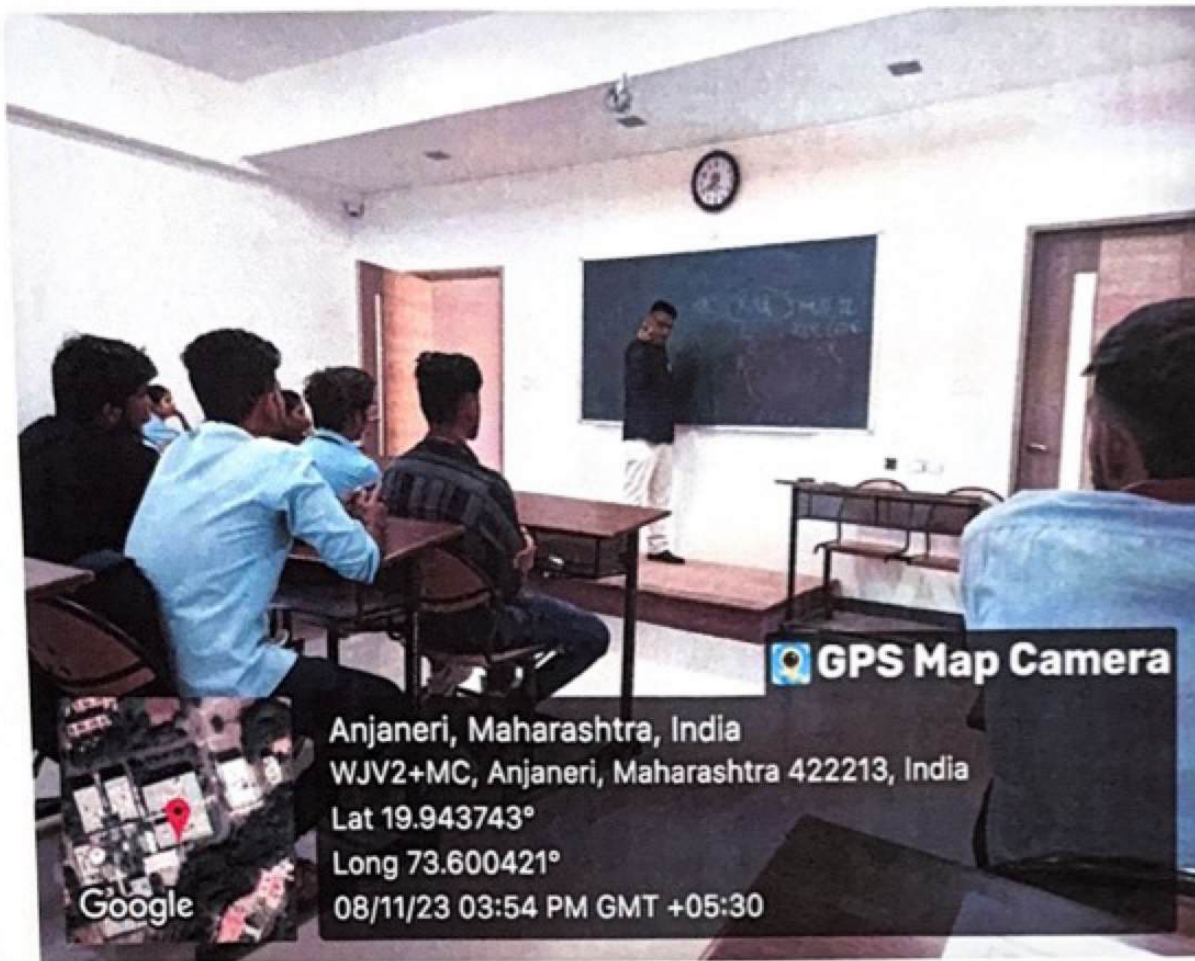 GPS Map Camera
Anjaneri, Maharashtra, India
WJV2+MC, Anjaneri, Maharashtra 422213, India
Lat 19.943743°
Long 73.600421°
08/11/23 03:54 PM GMT +05:30
Google